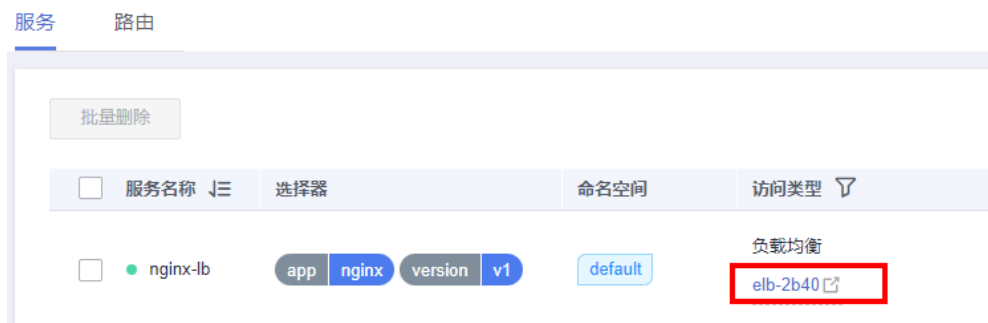 服务 路由
批量删除
服务名称 选择器 命名空间 访问类型
负载均衡
nginx-lb app nginx version v1 default
elb-2b40